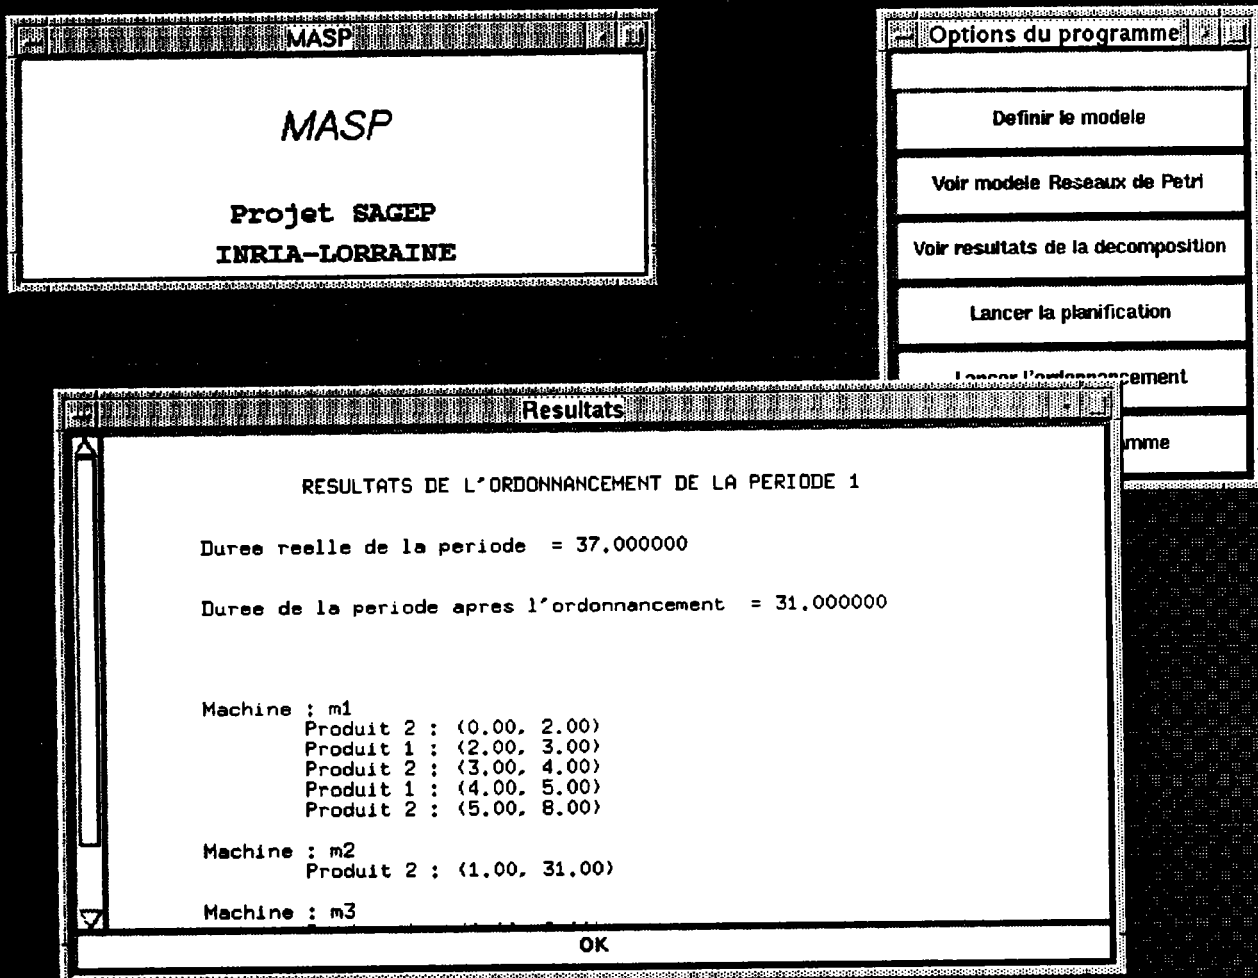 MASP
MASP
Projet SAGEP
INRIA-LORRAINE
Options du programme
Definir le modele
Voir modele Reseaux de Petri
Voir resultats de la decomposition
Lancer la planification
Lancer l'ordonnancement
Resultats
RESULTATS DE L'ORDONNANCEMENT DE LA PERIODE 1
Duree reelle de la periode = 37.000000
Duree de la periode apres l'ordonnancement = 31.000000
Machine : m1
Produit 2 : (0.00, 2.00)
Produit 1 : (2.00, 3.00)
Produit 2 : (3.00, 4.00)
Produit 1 : (4.00, 5.00)
Produit 2 : (5.00, 8.00)
Machine : m2
Produit 2 : (1.00, 31.00)
Machine : m3
OK